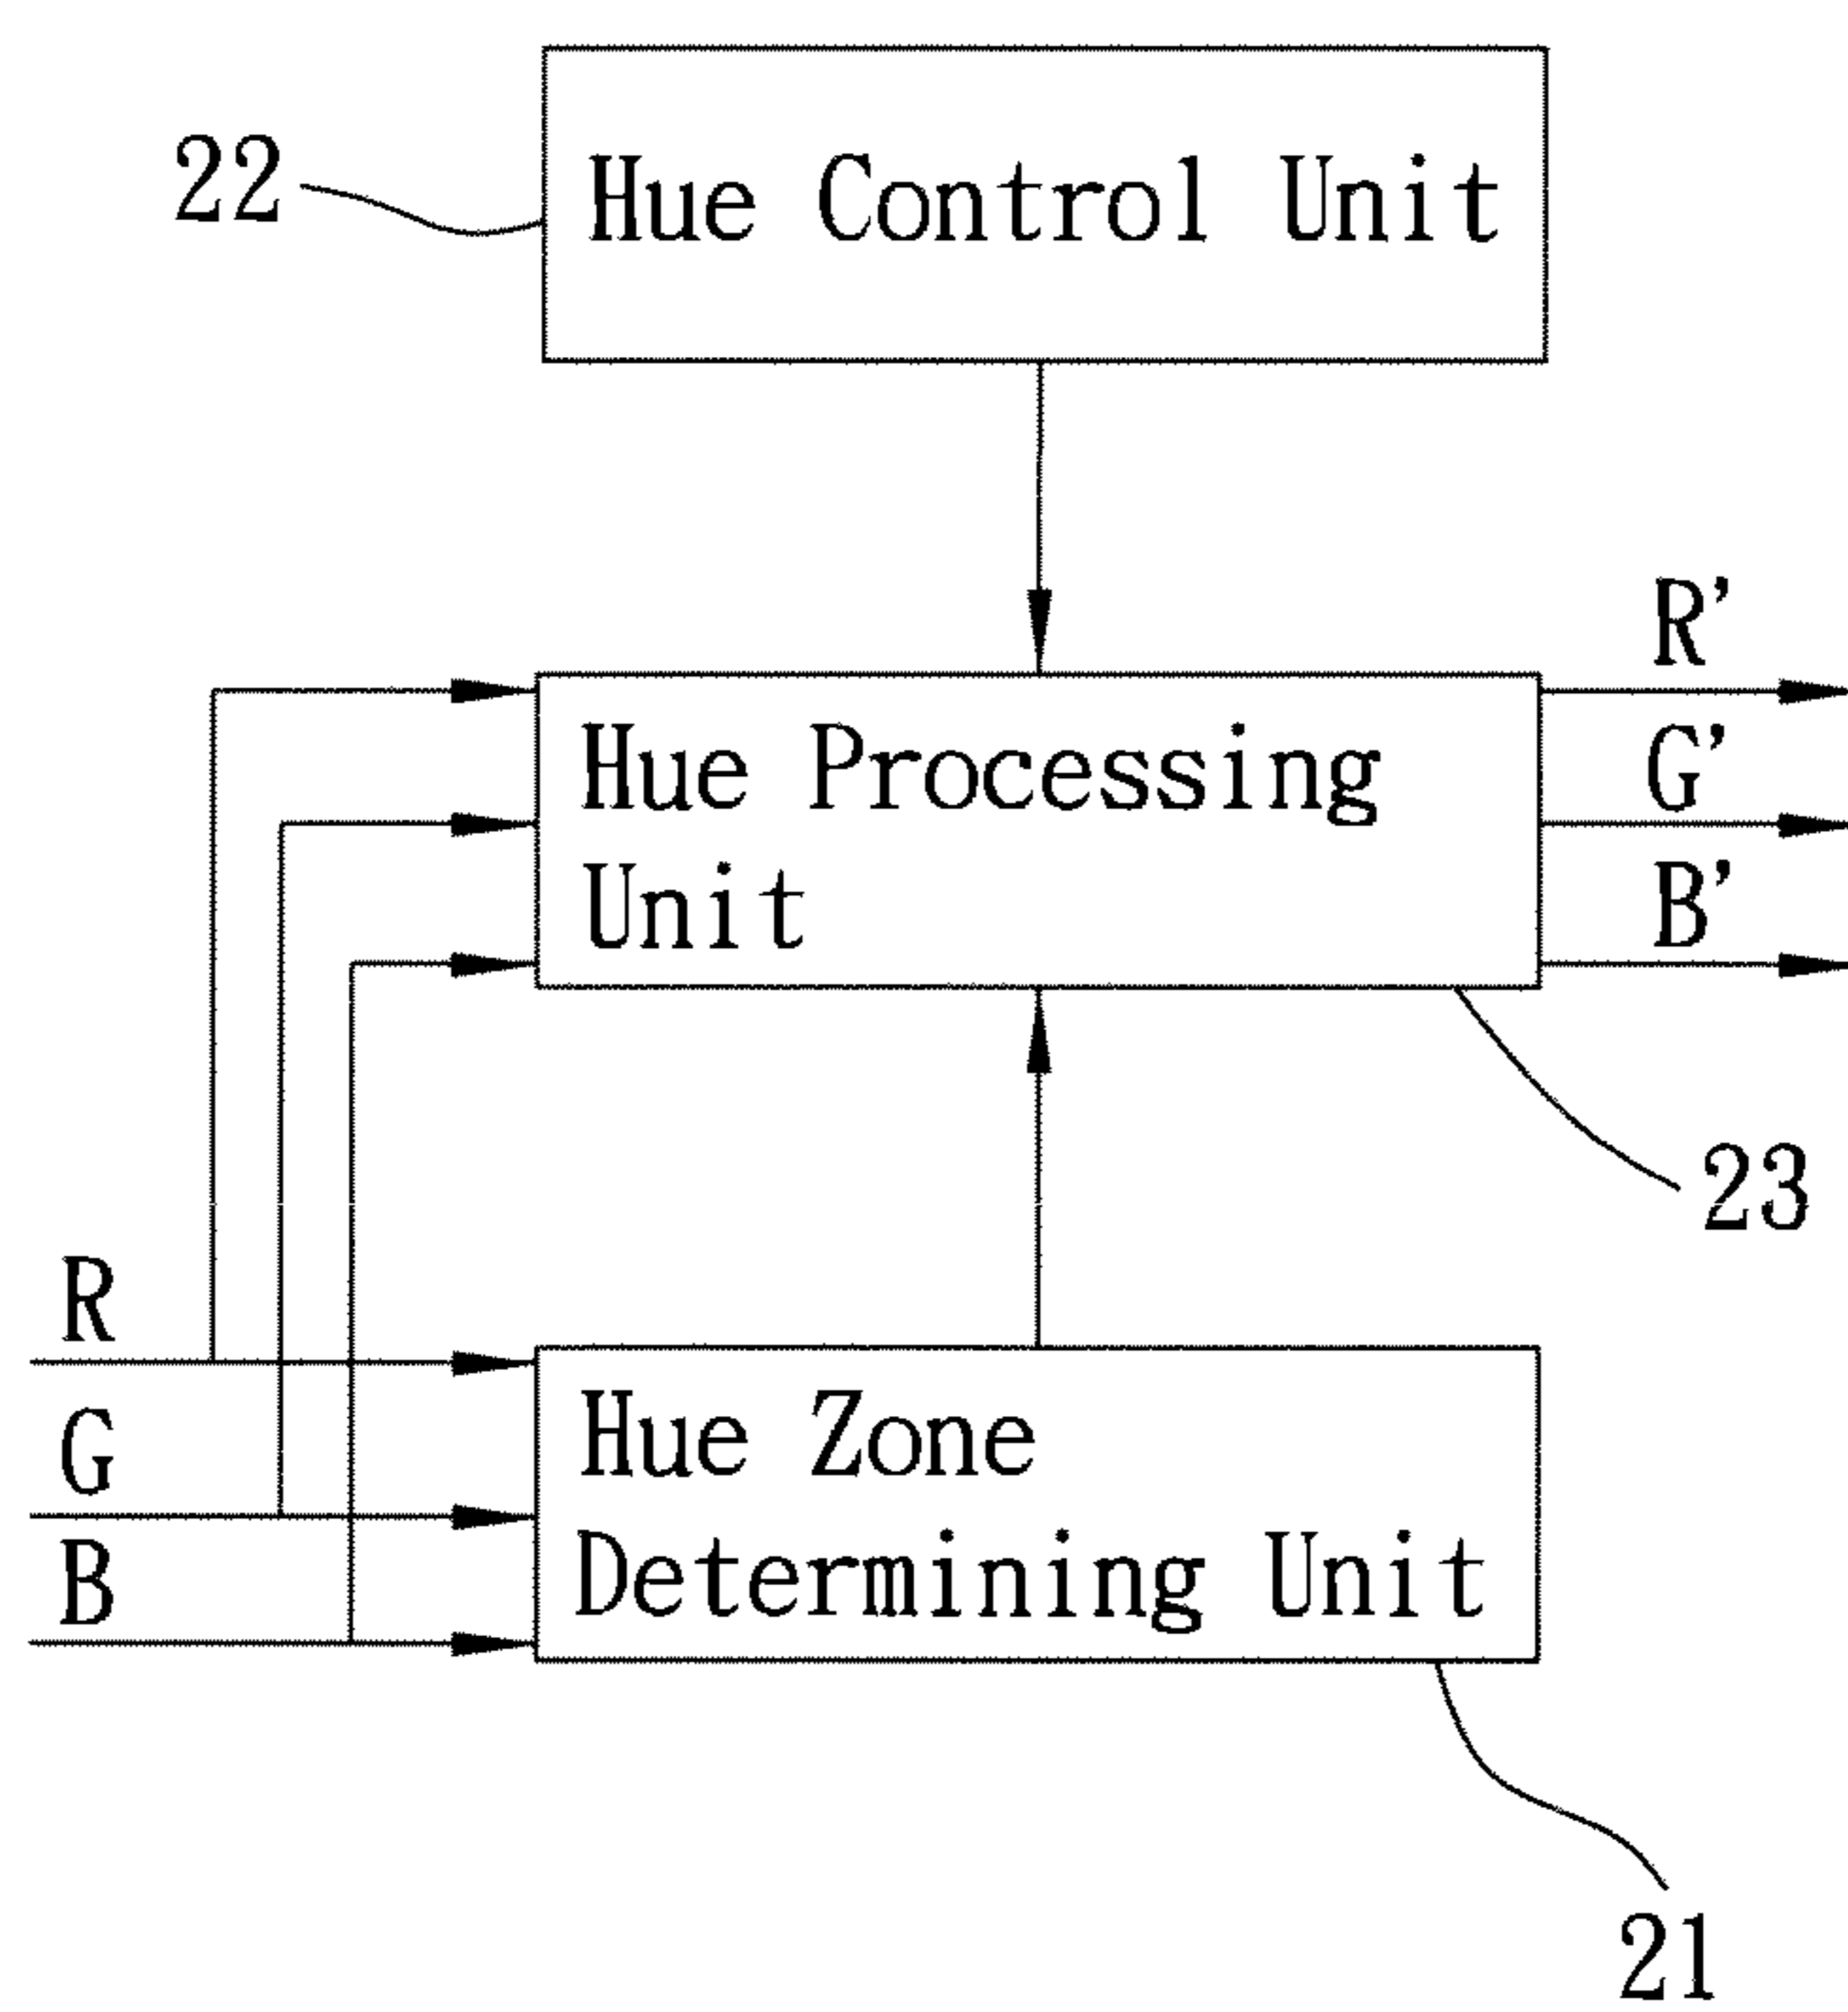 22
Hue Control Unit
R'
Hue Processing
G'
Unit
B'
23
R
Hue Zone
G
Determining Unit
B
21